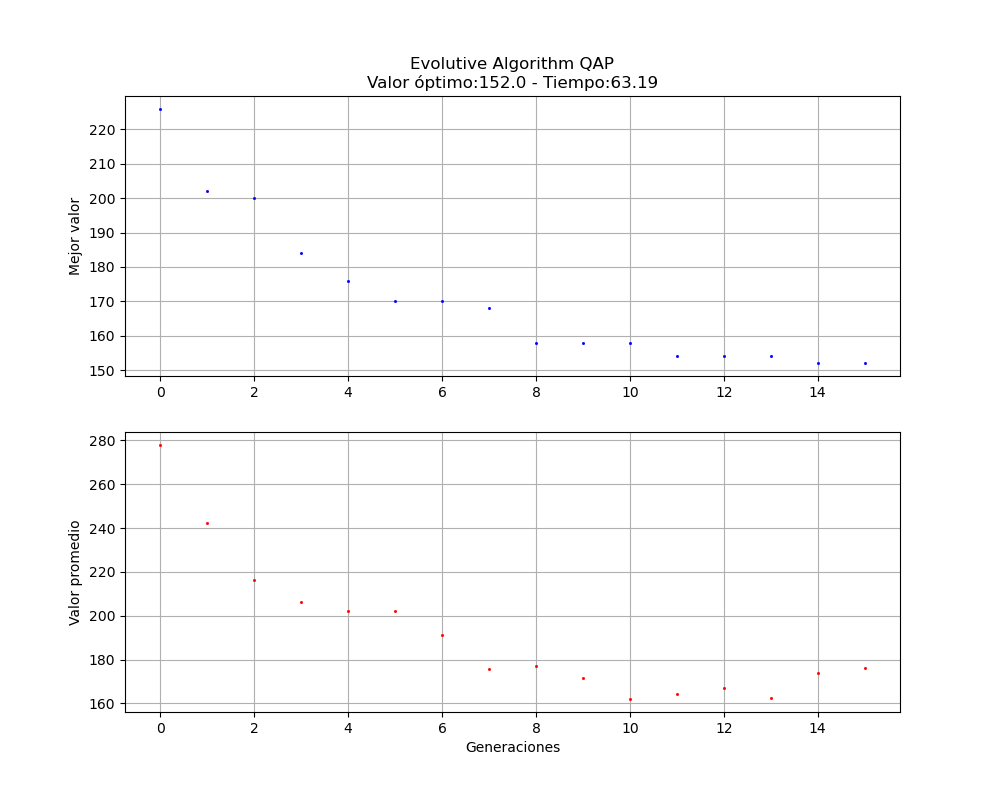 Evolutive Algorithm QAP
Valor óptimo:152.0 - Tiempo:63.19
Mejor valor
220
210
200
190
180
170
160
150
0 2 4 6 8 10 12 14
Valor promedio
280
260
240
220
200
180
160
0 2 4 6 8 10 12 14
Generaciones